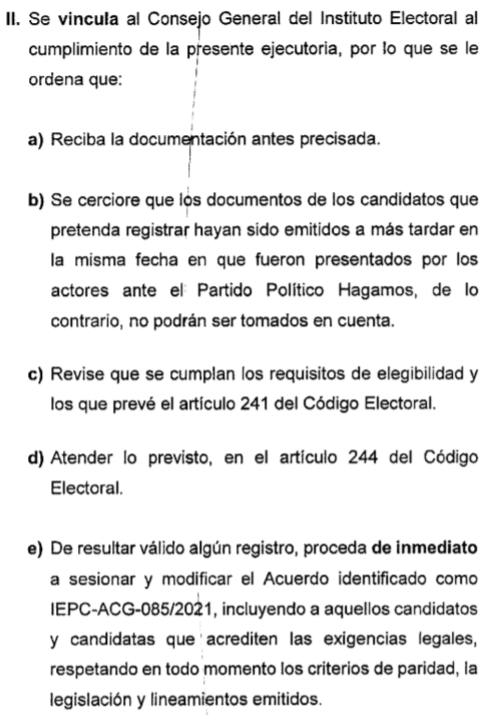 II. Se vincula al Consejo General del Instituto Electoral al
cumplimiento de la presente ejecutoria, por lo que se le
ordena que:
a) Reciba la documentación antes precisada.
b) Se cerciore que los documentos de los candidatos que
pretenda registrar hayan sido emitidos a más tardar en
la misma fecha en que fueron presentados por los
actores ante el Partido Político Hagamos, de lo
contrario, no podrán ser tomados en cuenta.
c) Revise que se cumplan los requisitos de elegibilidad y
los que prevé el artículo 241 del Código Electoral.
d) Atender lo previsto, en el artículo 244 del Código
Electoral.
e) De resultar válido algún registro, proceda de inmediato
a sesionar y modificar el Acuerdo identificado como
IEPC-ACG-085/2021, incluyendo a aquellos candidatos
y candidatas que acrediten las exigencias legales,
respetando en todo momento los criterios de paridad, la
legislación y lineamientos emitidos.